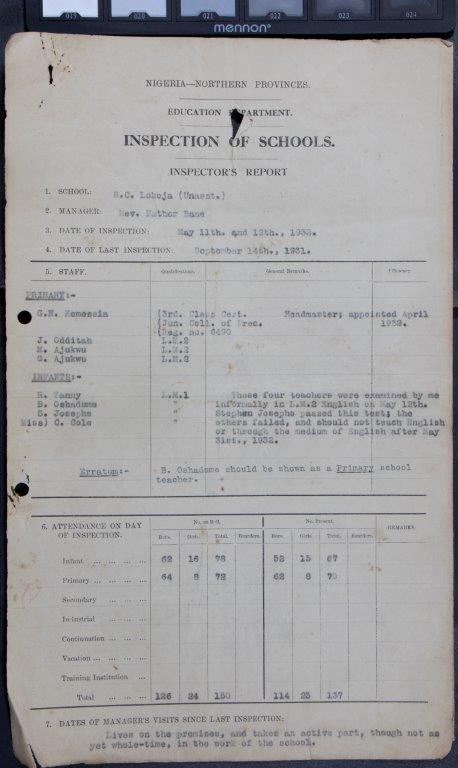 019 020 021 022 023 024
mennon
NIGERIA—NORTHERN PROVINCES.
EDUCATION DEPARTMENT.
INSPECTION OF SCHOOLS.
INSPECTOR'S REPORT
1. SCHOOL: R.C. Lokoja (Unasst.)
2. MANAGER: Rev. Father Bane
3. DATE OF INSPECTION: May 11th. and 12th., 1932.
4. DATE OF LAST INSPECTION: September 14th., 1931.
5. STAFF. Qualifications. General Remarks.
PRIMARY:-
G.N. Nomessia (3rd. Class Cert. Headmaster; appointed April
(Jun. Coll. of Prec. 1932.
(Reg. no. 6490
J. Odditah L.M.2
M. Ajukwu L.M.2
G. Ajukwu L.M.2
INFANTS:-
R. Yanny L.M.1 These four teachers were examined by me
B. Oshadume " informally in L.M.2 English on May 12th.
S. Josephs " Stephen Josephs passed this test; the
Miss) C. Cole " others failed, and should not teach English
or through the medium of English after May
31st., 1932.
Erratum:- B. Oshadume should be shown as a Primary school
teacher.
6. ATTENDANCE ON DAY OF INSPECTION. No. on Roll. No. Present. REMARKS.
Boys. Girls. Total. Boarders. Boys. Girls. Total. Boarders.
Infant ... ... ... ... 62 16 78 52 15 67
Primary ... ... ... ... 64 8 72 62 8 70
Secondary ... ... ...
Industrial ... ... ...
Continuation ... ... ...
Vacation ... ... ... ...
Training Institution ...
Total ... ... 126 24 150 114 23 137
7. DATES OF MANAGER'S VISITS SINCE LAST INSPECTION:
Lives on the premises, and takes an active part, though not as
yet whole-time, in the work of the school.